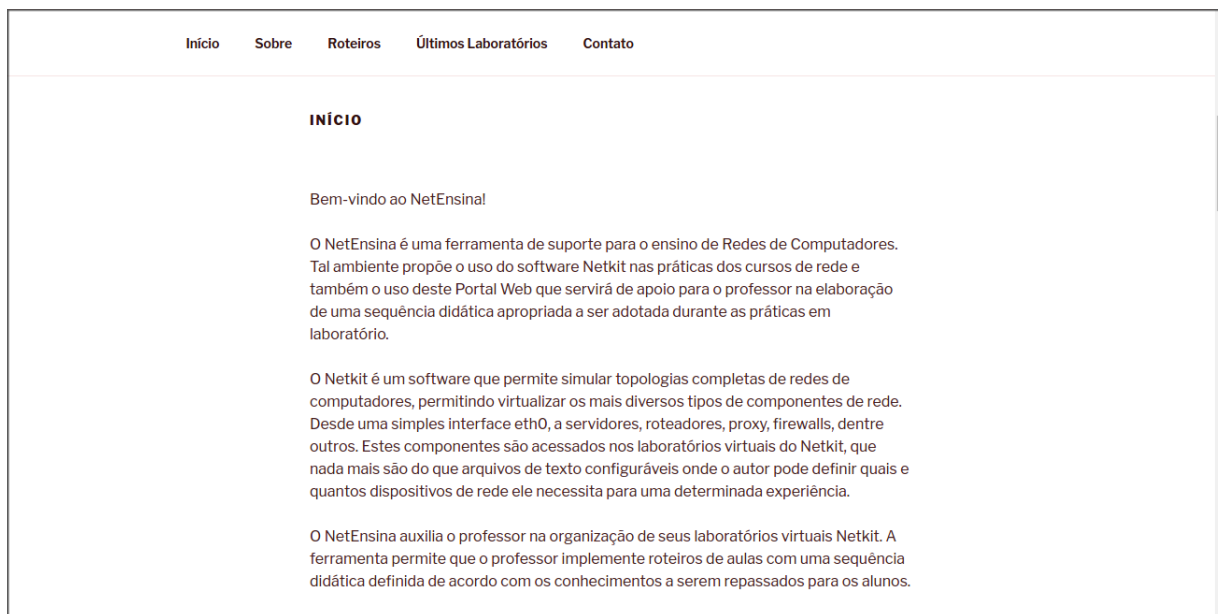 Início Sobre Roteiros Últimos Laboratórios Contato
INÍCIO
Bem-vindo ao NetEnsina!
O NetEnsina é uma ferramenta de suporte para o ensino de Redes de Computadores.
Tal ambiente propõe o uso do software Netkit nas práticas dos cursos de rede e
também o uso deste Portal Web que servirá de apoio para o professor na elaboração
de uma sequência didática apropriada a ser adotada durante as práticas em
laboratório.
O Netkit é um software que permite simular topologias completas de redes de
computadores, permitindo virtualizar os mais diversos tipos de componentes de rede.
Desde uma simples interface eth0, a servidores, roteadores, proxy, firewalls, dentre
outros. Estes componentes são acessados nos laboratórios virtuais do Netkit, que
nada mais são do que arquivos de texto configuráveis onde o autor pode definir quais e
quantos dispositivos de rede ele necessita para uma determinada experiência.
O NetEnsina auxilia o professor na organização de seus laboratórios virtuais Netkit. A
ferramenta permite que o professor implemente roteiros de aulas com uma sequência
didática definida de acordo com os conhecimentos a serem repassados para os alunos.